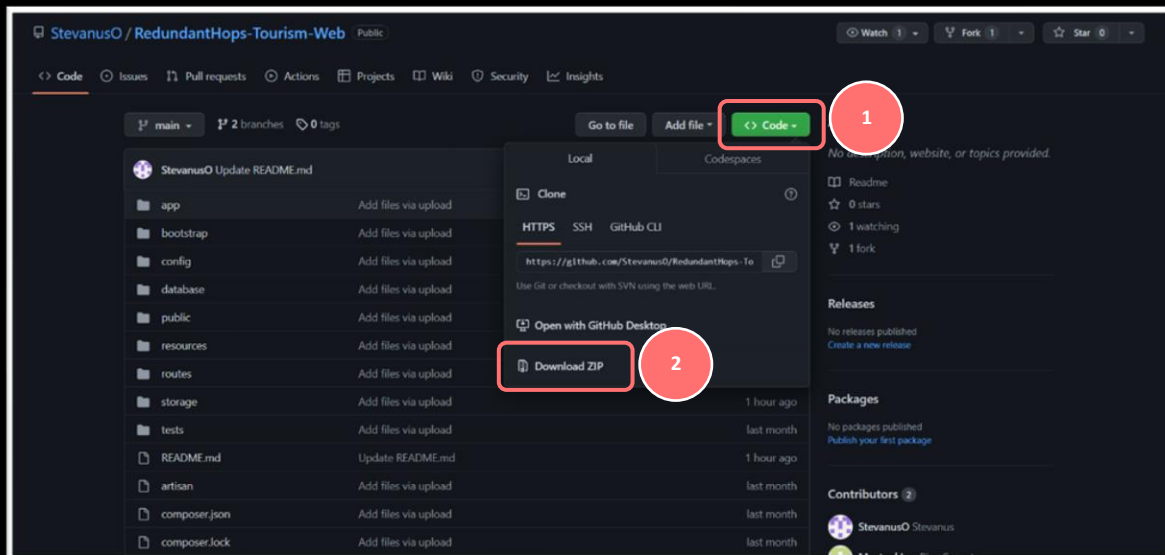 StevanusO / RedundantHops-Tourism-Web Public
Watch 1 Fork 1 Star 0
<> Code Issues Pull requests Actions Projects Wiki Security Insights
main 2 branches 0 tags
Go to file Add file <> Code 1
No description, website, or topics provided.
Readme
0 stars
1 watching
1 fork
StevanusO Update README.md
app Add files via upload
bootstrap Add files via upload
config Add files via upload
database Add files via upload
public Add files via upload
resources Add files via upload
routes Add files via upload
storage Add files via upload 1 hour ago
tests Add files via upload last month
README.md Update README.md 1 hour ago
artisan Add files via upload last month
composer.json Add files via upload last month
composer.lock Add files via upload last month
Local Codespaces
Clone
HTTPS SSH GitHub CLI
https://github.com/StevanusO/RedundantHops-To
Use Git or checkout with SVN using the web URL.
Open with GitHub Desktop
Download ZIP 2
Releases
No releases published
Create a new release
Packages
No packages published
Publish your first package
Contributors 2
StevanusO Stevanus